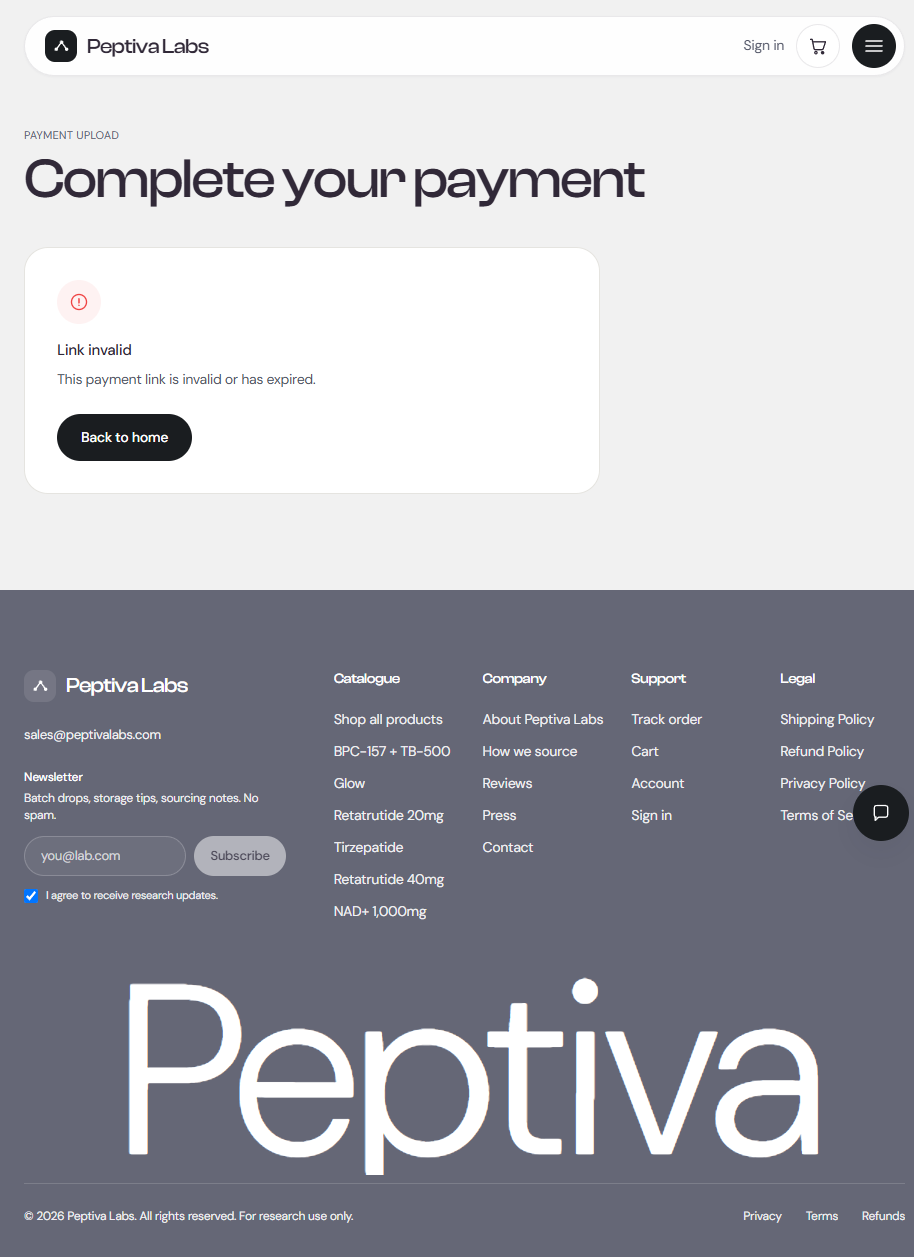 Peptiva Labs
Sign in
PAYMENT UPLOAD
Complete your payment
Link invalid
This payment link is invalid or has expired.
Back to home
Peptiva Labs
sales@peptivalabs.com
Newsletter
Batch drops, storage tips, sourcing notes. No
spam.
you@lab.com
Subscribe
I agree to receive research updates.
Catalogue
Shop all products
BPC-157 + TB-500
Glow
Retatrutide 20mg
Tirzepatide
Retatrutide 40mg
NAD+ 1,000mg
Company
About Peptiva Labs
How we source
Reviews
Press
Contact
Support
Track order
Cart
Account
Sign in
Legal
Shipping Policy
Refund Policy
Privacy Policy
Terms of Se
Peptiva
© 2026 Peptiva Labs. All rights reserved. For research use only.
Privacy
Terms
Refunds